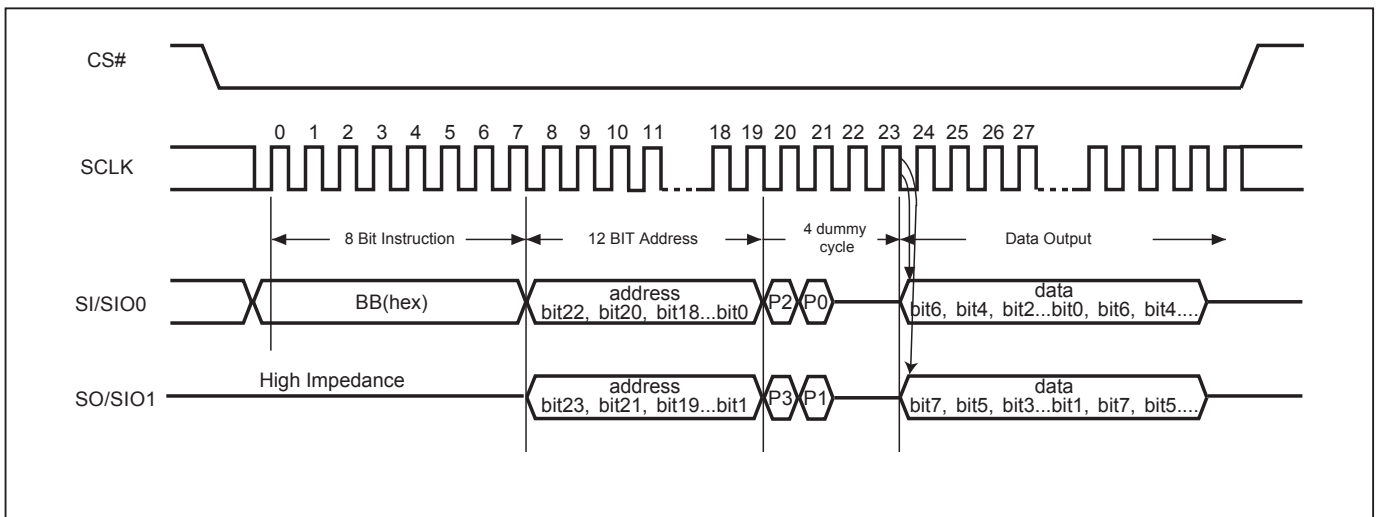 CS#
0 1 2 3 4 5 6 7 8 9 10 11 18 19 20 21 22 23 24 25 26 27
SCLK
8 Bit Instruction
12 BIT Address
4 dummy
cycle
Data Output
SI/SIO0
BB(hex)
address
bit22, bit20, bit18...bit0
P2
P0
data
bit6, bit4, bit2...bit0, bit6, bit4....
SO/SIO1
High Impedance
address
bit23, bit21, bit19...bit1
P3
P1
data
bit7, bit5, bit3...bit1, bit7, bit5....